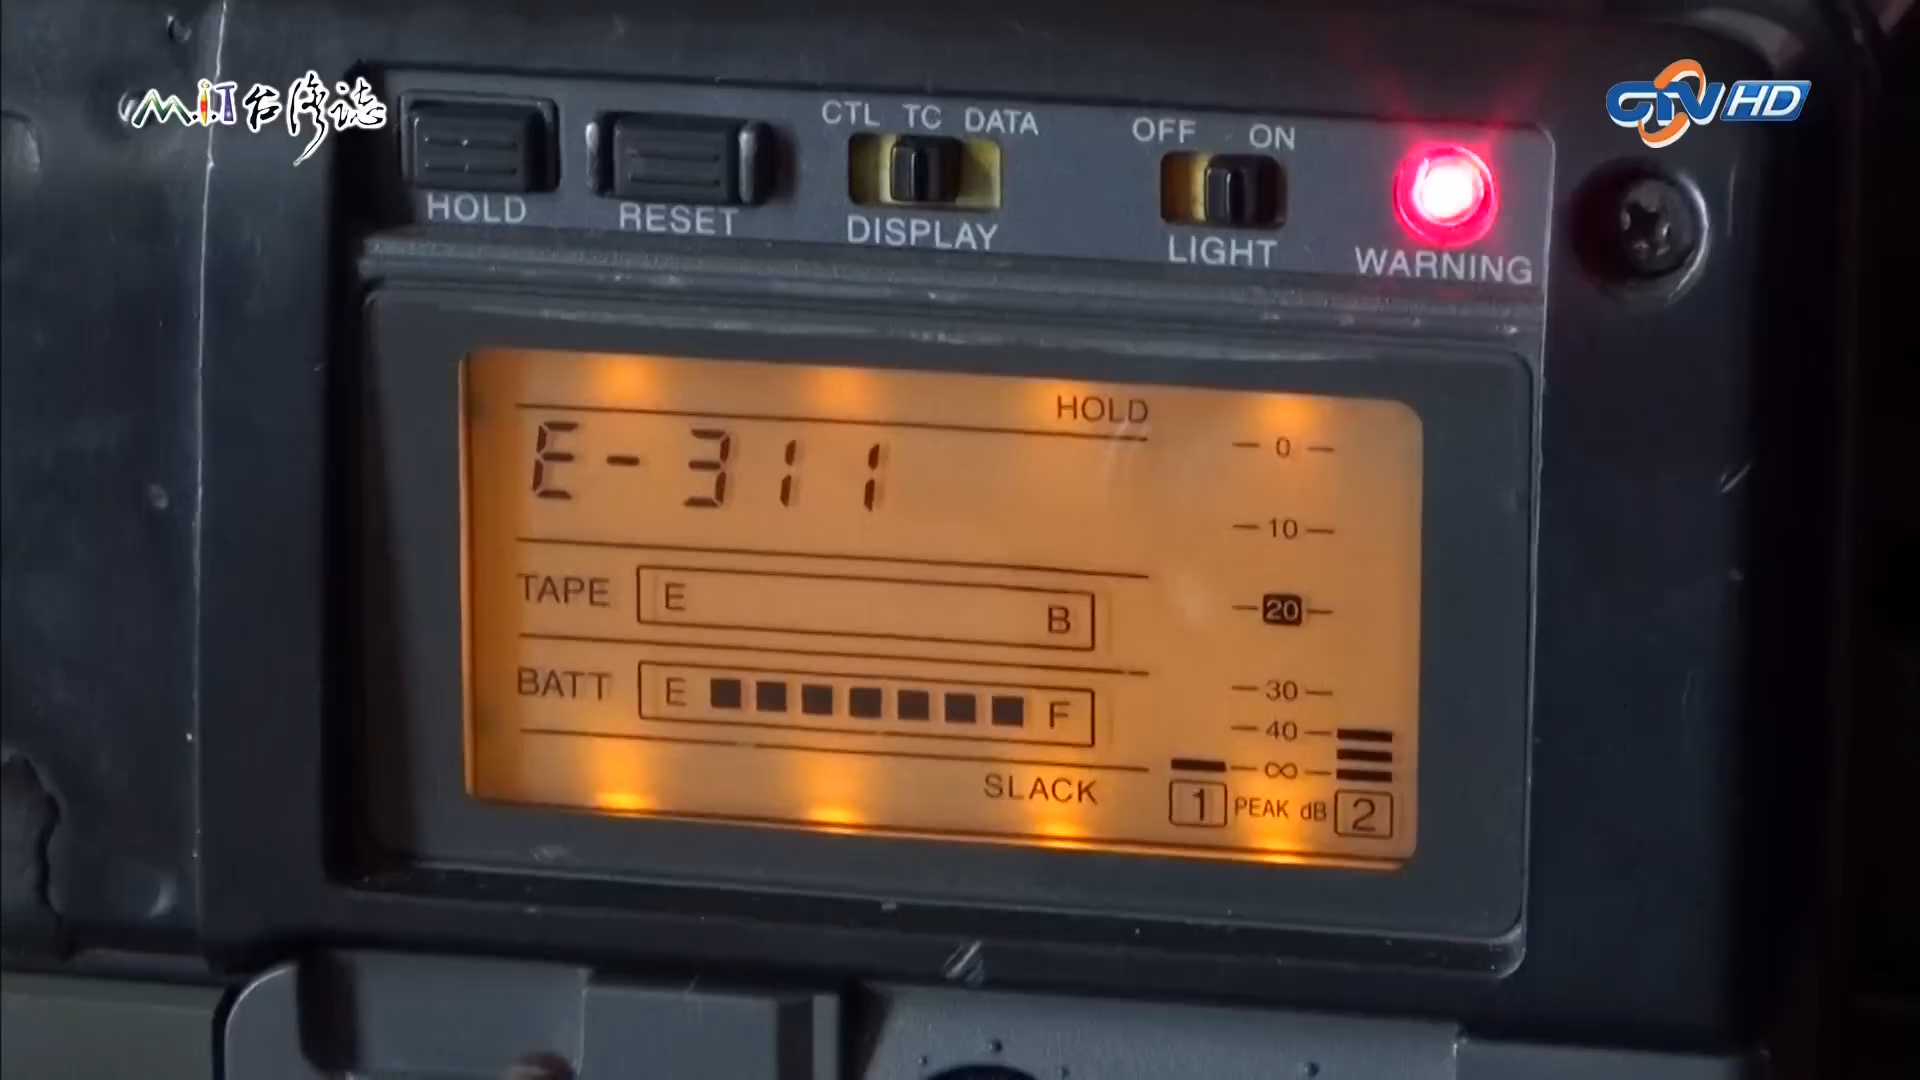 M.I.T台灣誌
CTV HD
CTL TC DATA
OFF ON
HOLD
RESET
DISPLAY
LIGHT
WARNING
HOLD
E-311
TAPE E B
BATT E F
SLACK
0
10
20
30
40
∞
1 PEAK dB 2